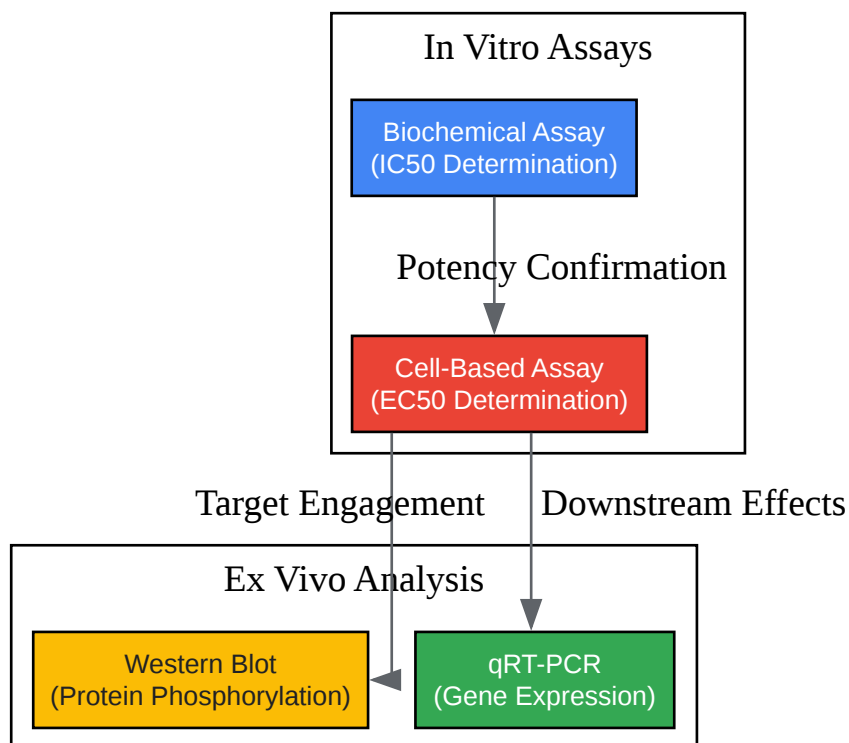 In Vitro Assays
Biochemical Assay
(IC50 Determination)
Potency Confirmation
Cell-Based Assay
(EC50 Determination)
Target Engagement
Downstream Effects
Ex Vivo Analysis
Western Blot
(Protein Phosphorylation)
qRT-PCR
(Gene Expression)